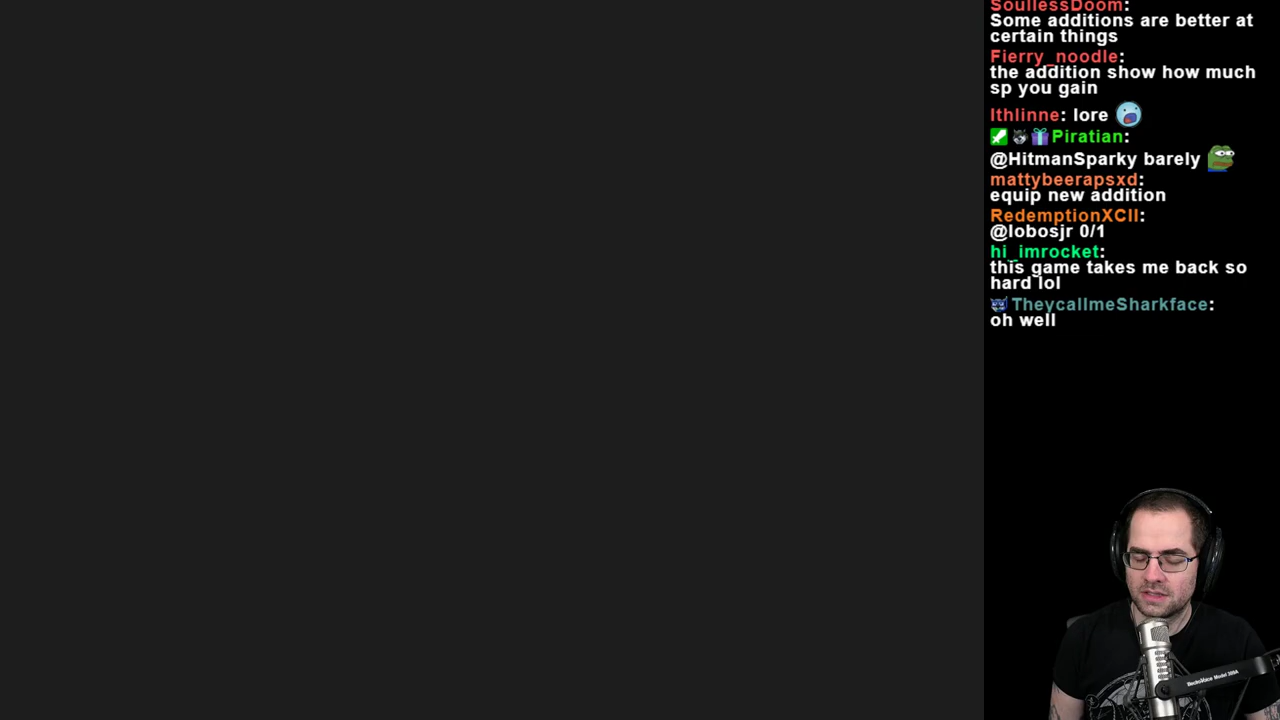 SoullessDoom:
Some additions are better at
certain things
Fierry_noodle:
the addition show how much
sp you gain
Ithlinne: lore
Piratian:
@HitmanSparky barely
mattybeerapsxd:
equip new addition
RedemptionXCII:
@lobosjr 0/1
hi_imrocket:
this game takes me back so
hard lol
TheycallmeSharkface:
oh well